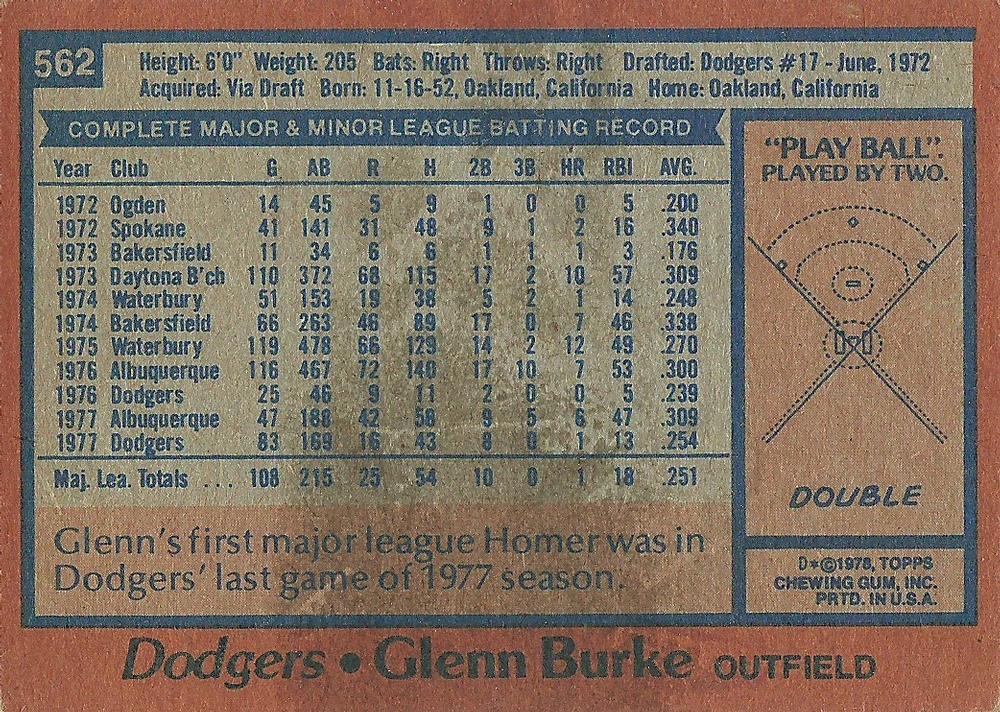 562
Height: 6'0" Weight: 205 Bats: Right Throws: Right Drafted: Dodgers #17 - June, 1972
Acquired: Via Draft Born: 11-16-52, Oakland, California Home: Oakland, California
COMPLETE MAJOR & MINOR LEAGUE BATTING RECORD
Year Club G AB R H 2B 3B HR RBI AVG.
1972 Ogden 14 45 5 9 1 0 0 5 .200
1972 Spokane 41 141 31 48 9 1 2 16 .340
1973 Bakersfield 11 34 6 6 1 1 1 3 .176
1973 Daytona B'ch 110 372 68 115 17 2 10 57 .309
1974 Waterbury 51 153 19 38 5 2 1 14 .248
1974 Bakersfield 66 263 46 89 17 0 7 46 .338
1975 Waterbury 119 478 66 129 14 2 12 49 .270
1976 Albuquerque 116 467 72 140 17 10 7 53 .300
1976 Dodgers 25 46 9 11 2 0 0 5 .239
1977 Albuquerque 47 188 42 58 9 5 6 47 .309
1977 Dodgers 83 169 16 43 8 0 1 13 .254
Maj. Lea. Totals ... 108 215 25 54 10 0 1 18 .251
Glenn's first major league Homer was in
Dodgers' last game of 1977 season.
"PLAY BALL".
PLAYED BY TWO.
DOUBLE
D*©1978, TOPPS
CHEWING GUM, INC.
PRTD. IN U.S.A.
Dodgers • Glenn Burke OUTFIELD